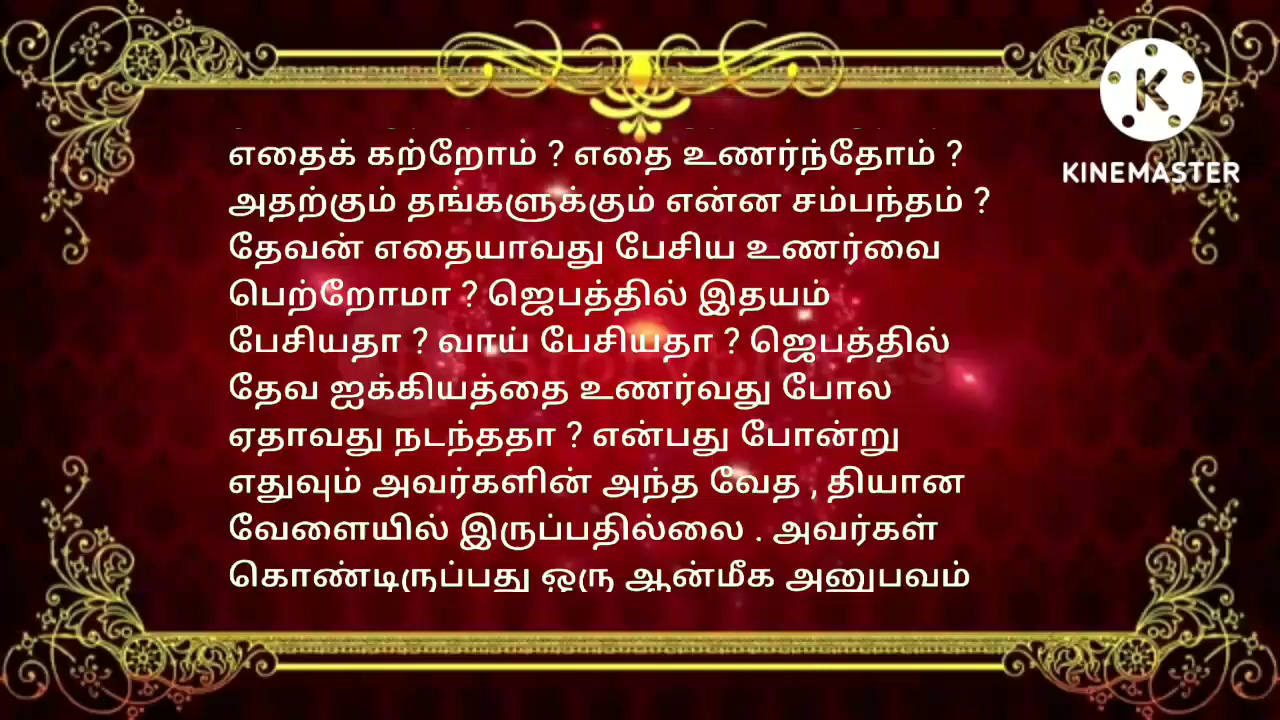 எதைக் கற்றோம் ? எதை உணர்ந்தோம் ?
அதற்கும் தங்களுக்கும் என்ன சம்பந்தம் ?
தேவன் எதையாவது பேசிய உணர்வை
பெற்றோமா ? ஜெபத்தில் இதயம்
பேசியதா ? வாய் பேசியதா ? ஜெபத்தில்
தேவ ஐக்கியத்தை உணர்வது போல
ஏதாவது நடந்ததா ? என்பது போன்று
எதுவும் அவர்களின் அந்த வேத , தியான
வேளையில் இருப்பதில்லை . அவர்கள்
கொண்டிருப்பது ஒரு ஆன்மீக அனுபவம்
K
KINEMASTER